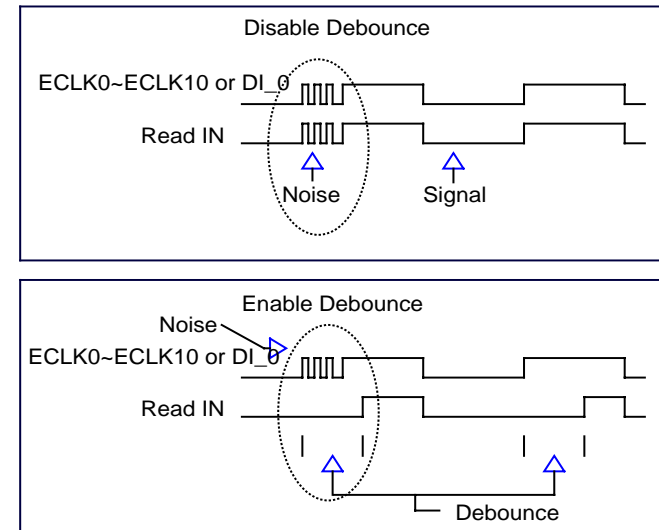 Disable Debounce
ECLK0~ECLK10 or DI_0
Read IN
Noise
Signal
Enable Debounce
Noise
ECLK0~ECLK10 or DI_0
Read IN
Debounce